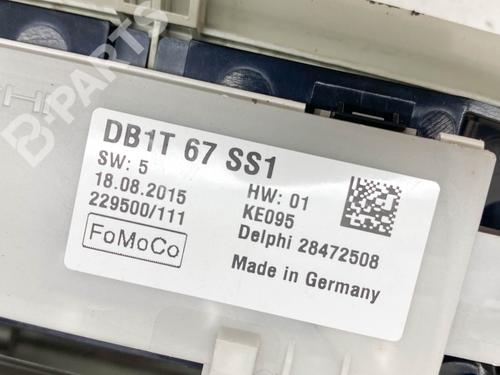 B-PARTS
DB1T 67 SS1
SW: 5
HW: 01
18.08.2015
KE095
229500/111
Delphi 28472508
FoMoCo
Made in Germany